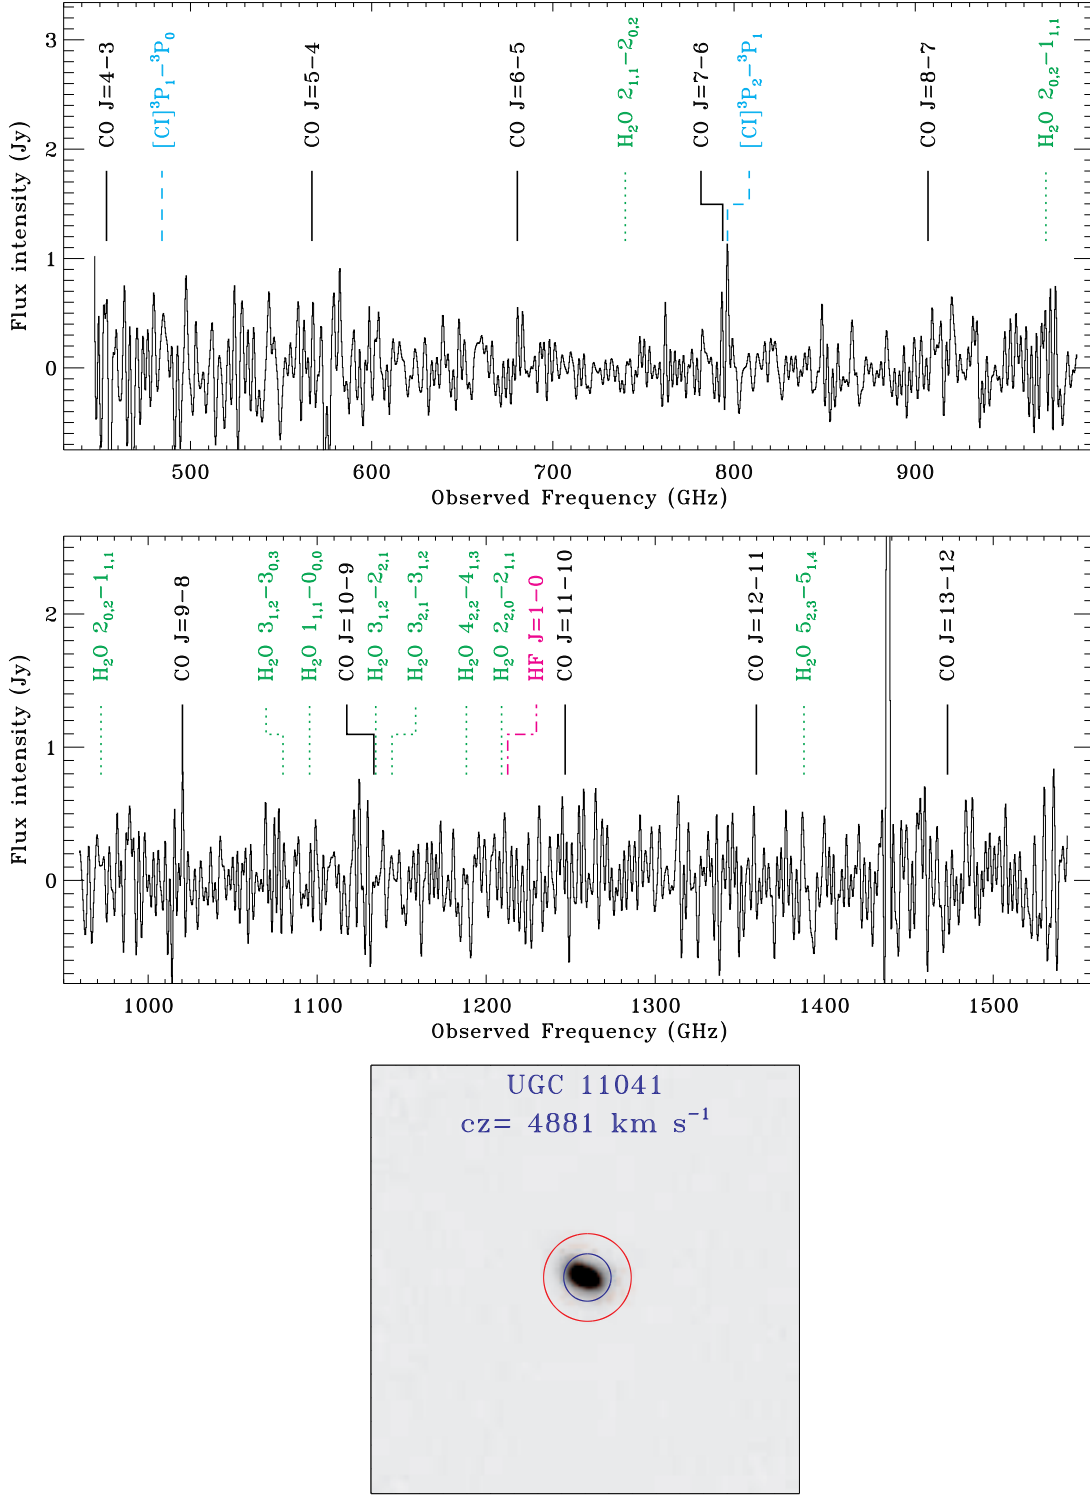 CO J=4−3
[CI]³P₁−³P₀
CO J=5−4
CO J=6−5
H₂O 2₁,₁−2₀,₂
CO J=7−6
[CI]³P₂−³P₁
CO J=8−7
H₂O 2₀,₂−1₁,₁
Flux intensity (Jy)
3
2
1
0
500 600 700 800 900
Observed Frequency (GHz)
H₂O 2₀,₂−1₁,₁
CO J=9−8
H₂O 3₁,₂−3₀,₃
H₂O 1₁,₁−0₀,₀
CO J=10−9
H₂O 3₁,₂−2₂,₁
H₂O 3₂,₁−3₁,₂
H₂O 4₂,₂−4₁,₃
H₂O 2₂,₀−2₁,₁
HF J=1−0
CO J=11−10
CO J=12−11
H₂O 5₂,₃−5₁,₄
CO J=13−12
Flux intensity (Jy)
2
1
0
1000 1100 1200 1300 1400 1500
Observed Frequency (GHz)
UGC 11041
cz= 4881 km s⁻¹